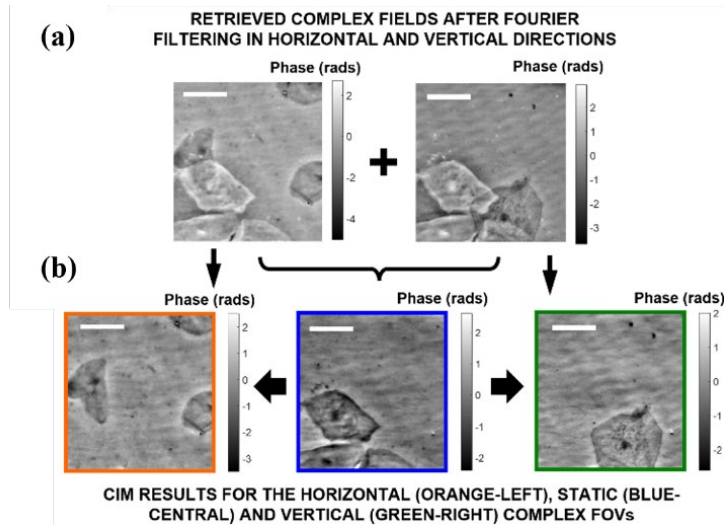 (a)
RETRIEVED COMPLEX FIELDS AFTER FOURIER
FILTERING IN HORIZONTAL AND VERTICAL DIRECTIONS
Phase (rads)
2
0
-2
-4
+
Phase (rads)
2
1
0
-1
-2
-3
(b)
Phase (rads)
2
1
0
-1
-2
-3
Phase (rads)
2
1
0
-1
-2
Phase (rads)
2
1
0
-1
-2
CIM RESULTS FOR THE HORIZONTAL (ORANGE-LEFT), STATIC (BLUE-
CENTRAL) AND VERTICAL (GREEN-RIGHT) COMPLEX FOVs